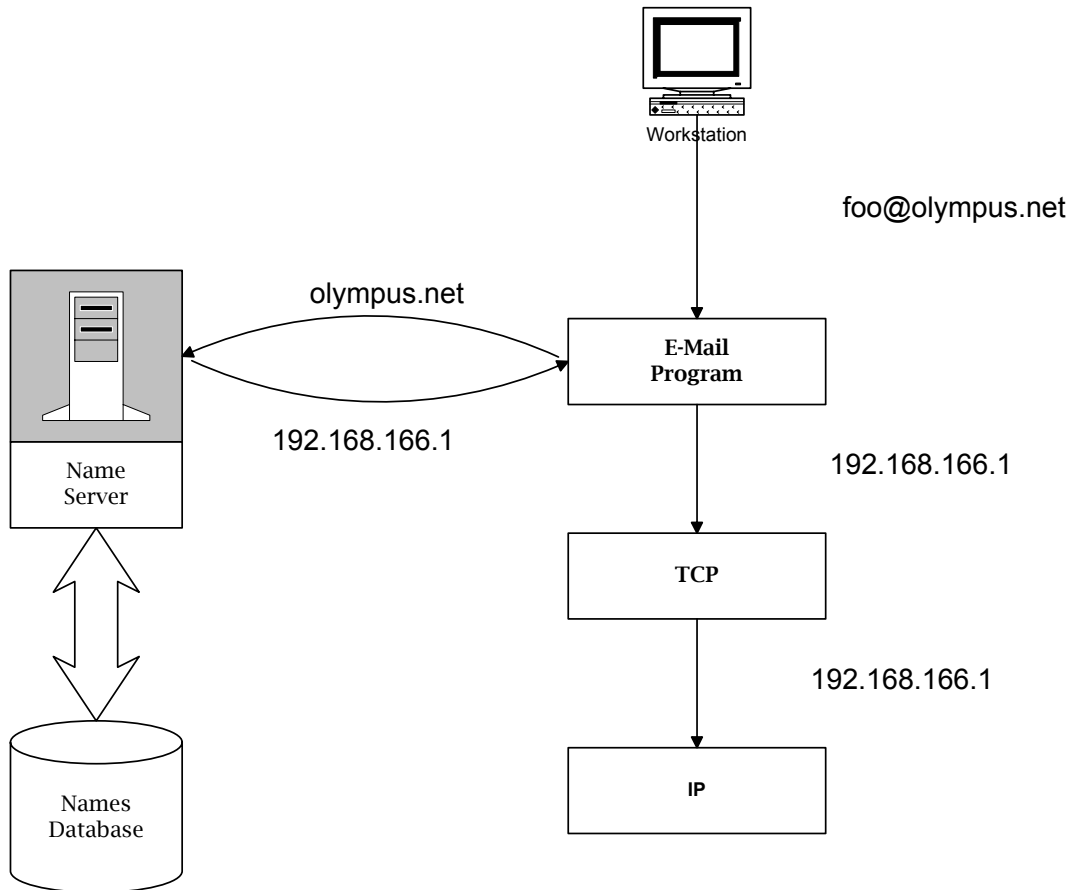 Workstation
foo@olympus.net
olympus.net
E-Mail
Program
192.168.166.1
192.168.166.1
Name
Server
TCP
192.168.166.1
IP
Names
Database